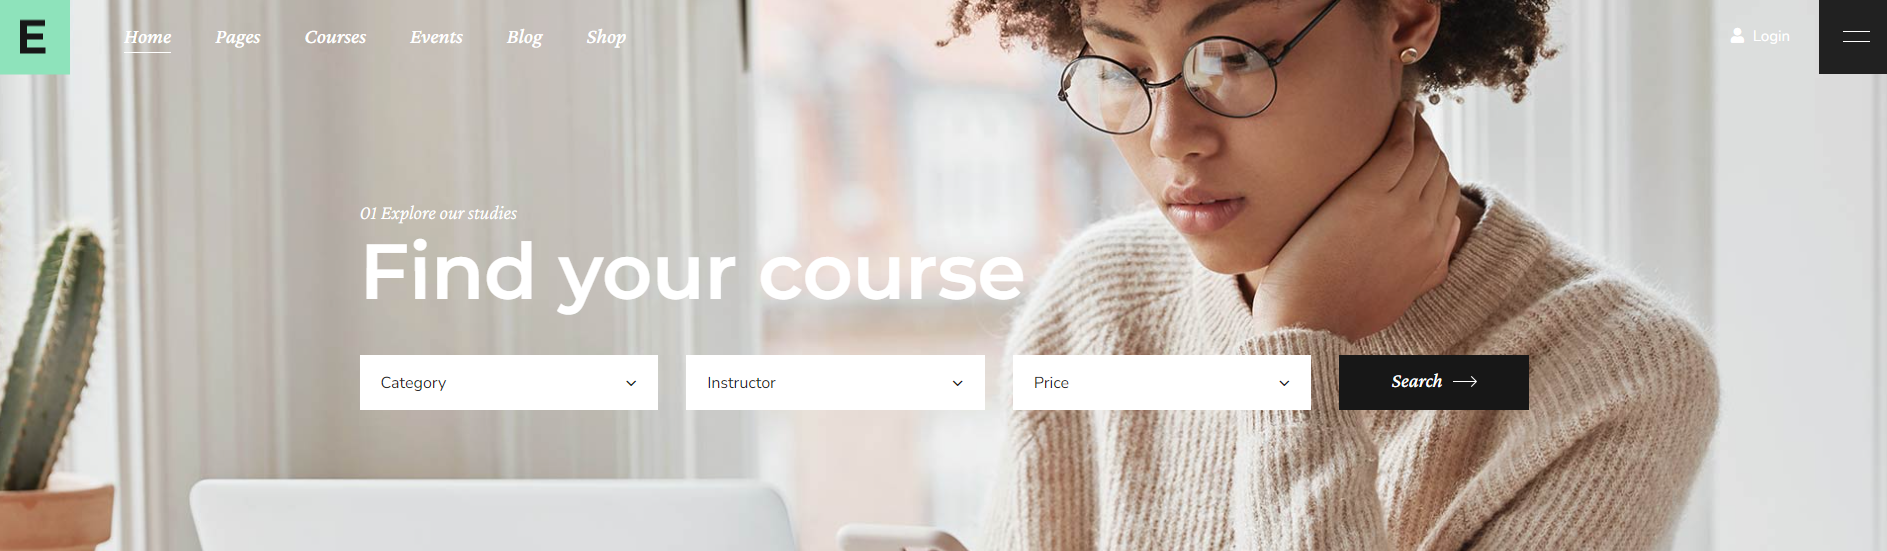 E
Home Pages Courses Events Blog Shop
Login
01 Explore our studies
Find your course
Category Instructor Price Search